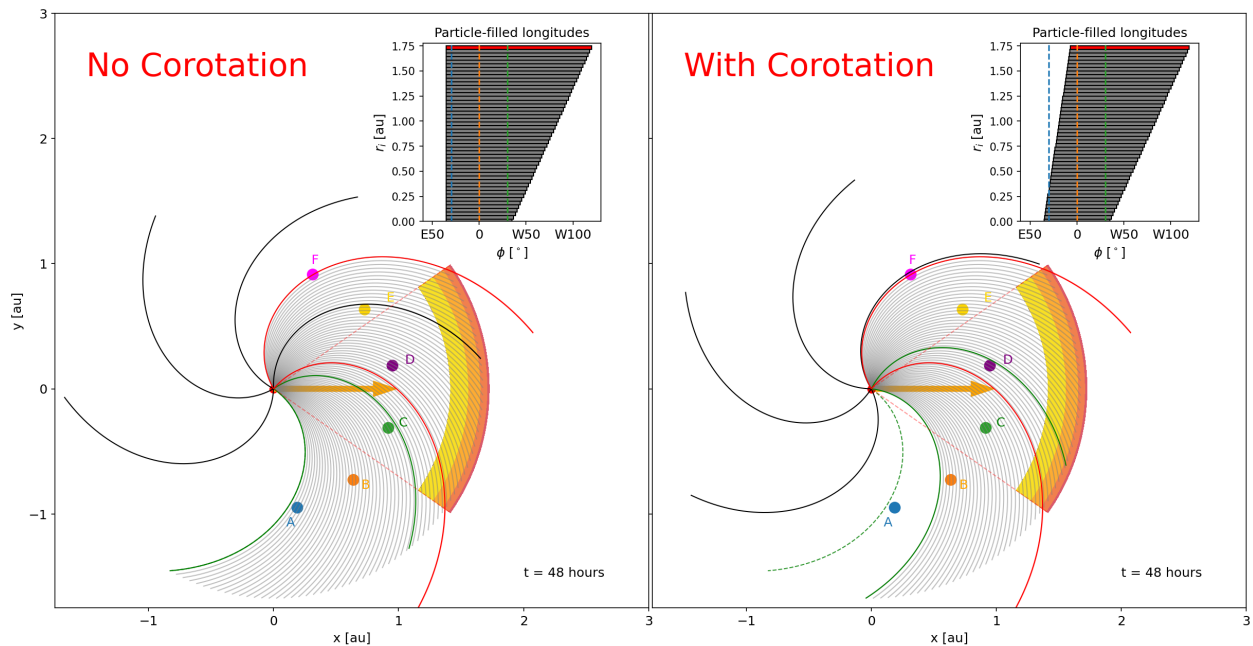 No Corotation
Particle-filled longitudes
1.75
1.50
1.25
1.00
0.75
0.50
0.25
0.00
r_i [au]
E50 0 W50 W100
ϕ [°]
3
2
1
0
−1
y [au]
F
E
D
C
B
A
t = 48 hours
−1 0 1 2 3
x [au]
With Corotation
Particle-filled longitudes
1.75
1.50
1.25
1.00
0.75
0.50
0.25
0.00
r_i [au]
E50 0 W50 W100
ϕ [°]
F
E
D
C
B
A
t = 48 hours
−1 0 1 2 3
x [au]